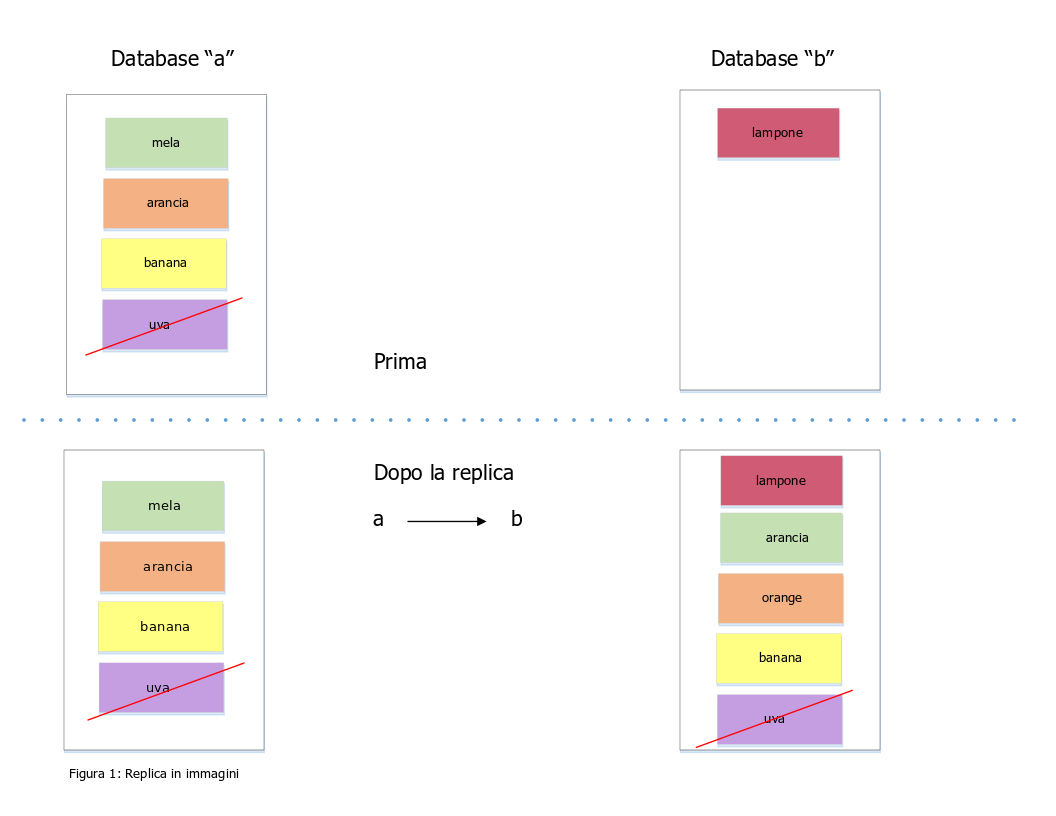 Database “a”
Database “b”
mela
arancia
banana
uva
lampone
Prima
Dopo la replica
a
b
mela
arancia
banana
uva
lampone
arancia
orange
banana
uva
Figura 1: Replica in immagini